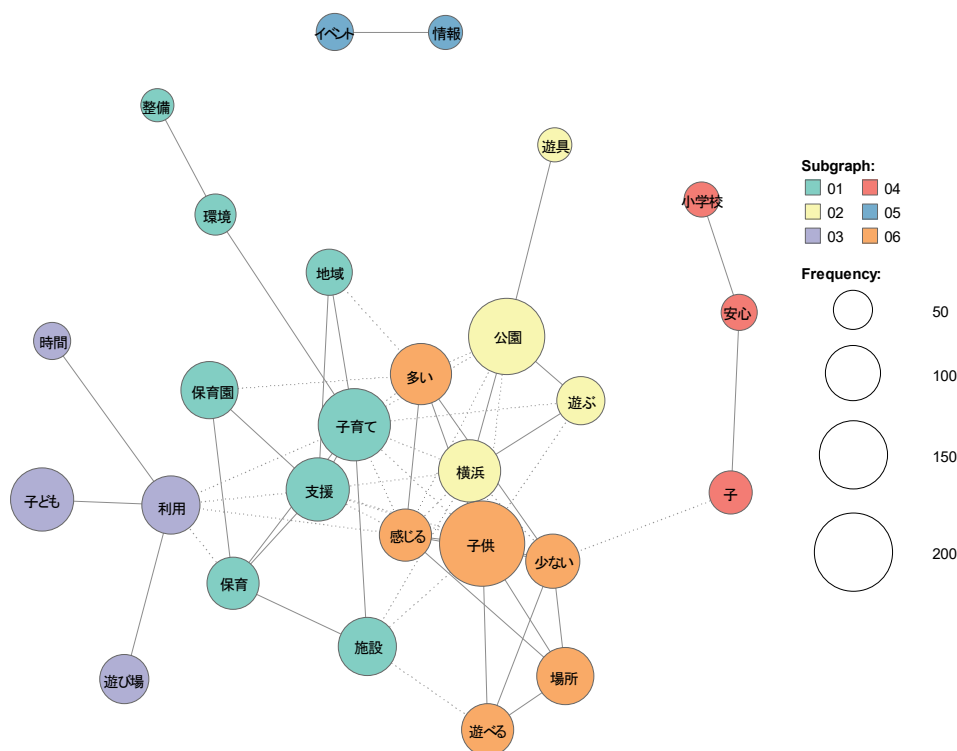 イベント
情報
整備
遊具
環境
小学校
地域
安心
公園
時間
多い
保育園
遊ぶ
子育て
横浜
支援
子ども
利用
子
感じる
子供
少ない
保育
施設
場所
遊び場
遊べる
Subgraph:
01 04
02 05
03 06
Frequency:
50
100
150
200